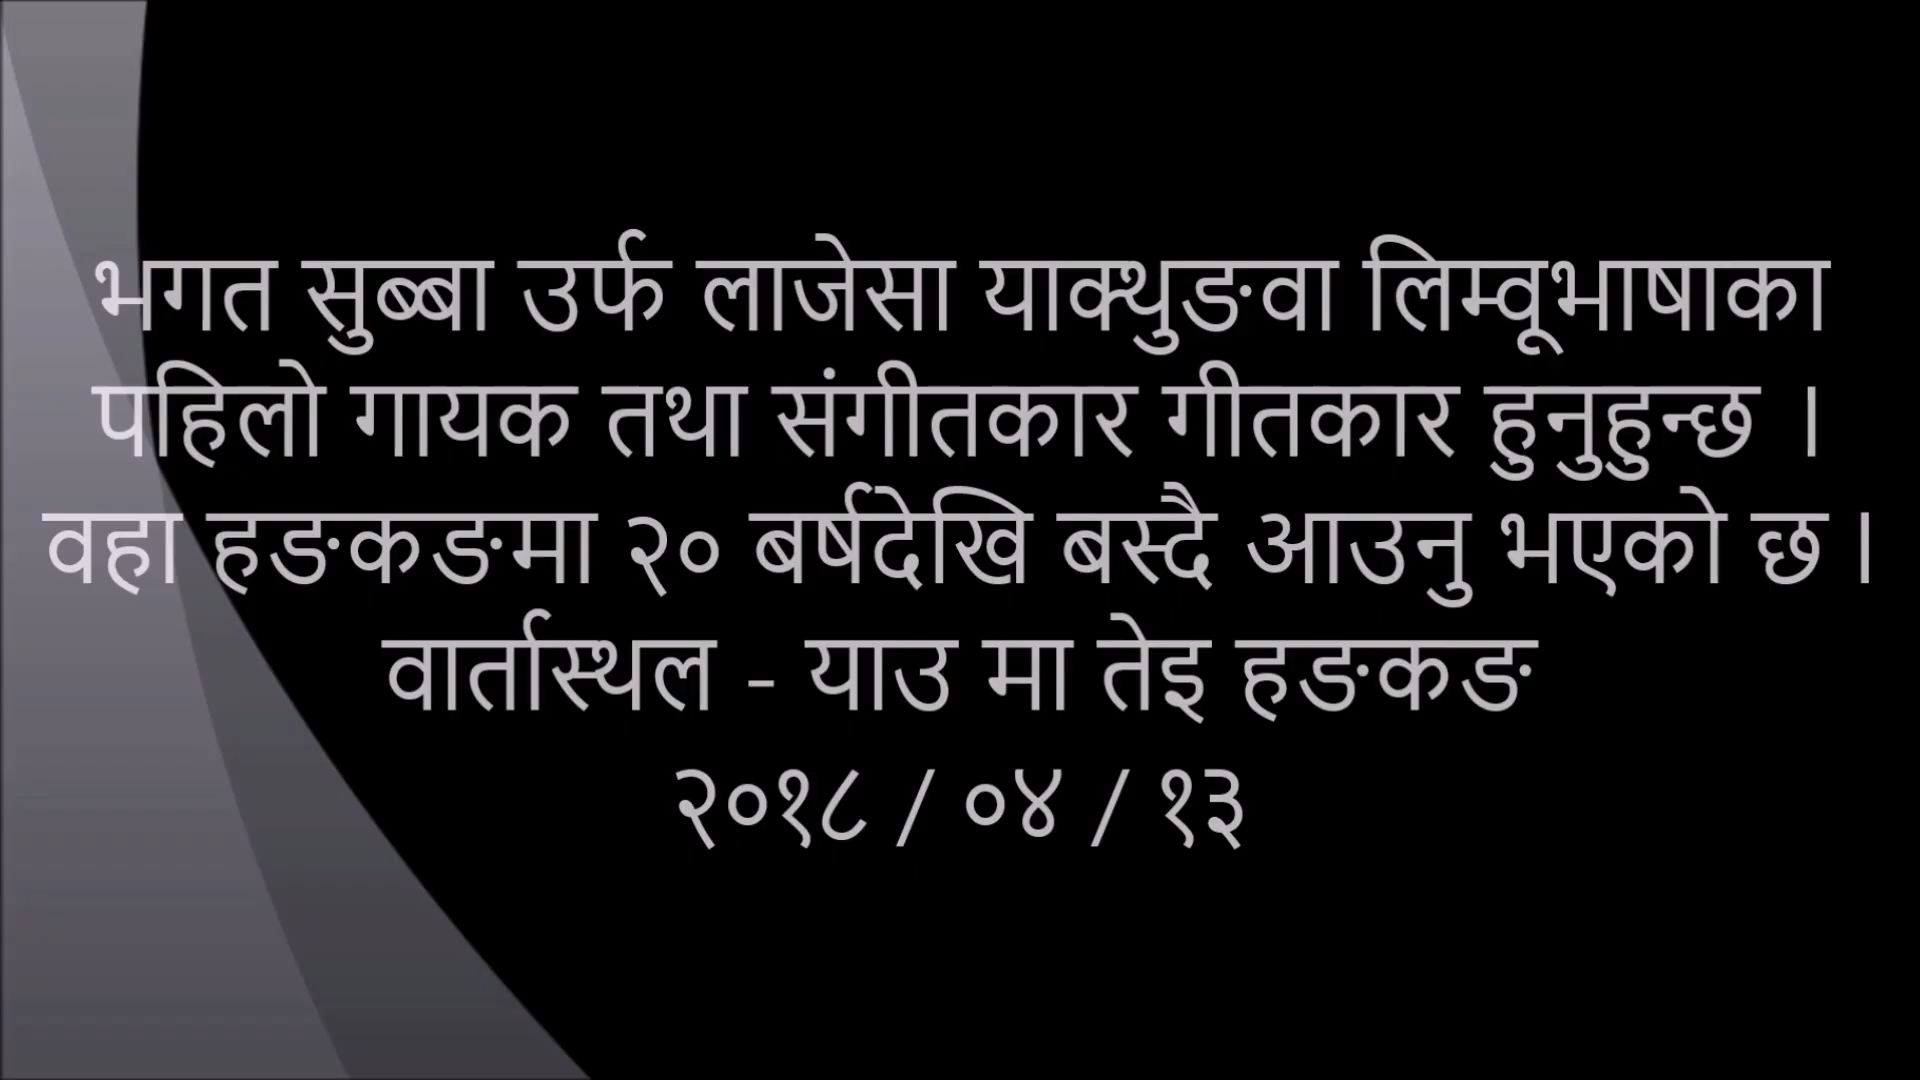 भगत सुब्बा उर्फ लाजेसा याक्थुङवा लिम्वूभाषाका
पहिलो गायक तथा संगीतकार गीतकार हुनुहुन्छ ।
वहा हङकङमा २० बर्षदेखि बस्दै आउनु भएको छ ।
वार्तास्थल - याउ मा तेइ हङकङ
२०१८ / ०४ / १३